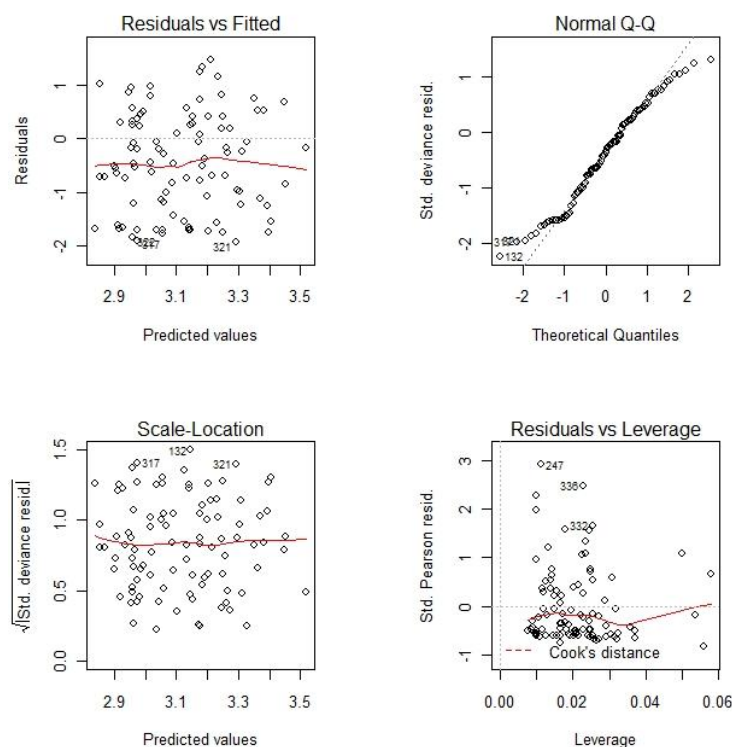 Residuals vs Fitted
Residuals
1
0
-1
-2
317
321
2.9 3.1 3.3 3.5
Predicted values
Normal Q-Q
Std. deviance resid.
1
0
-1
-2
132
-2 -1 0 1 2
Theoretical Quantiles
Scale-Location
√|Std. deviance resid.|
1.5
1.0
0.5
0.0
317
132
321
2.9 3.1 3.3 3.5
Predicted values
Residuals vs Leverage
Std. Pearson resid.
3
2
1
0
-1
247
336
332
Cook's distance
0.00 0.02 0.04 0.06
Leverage